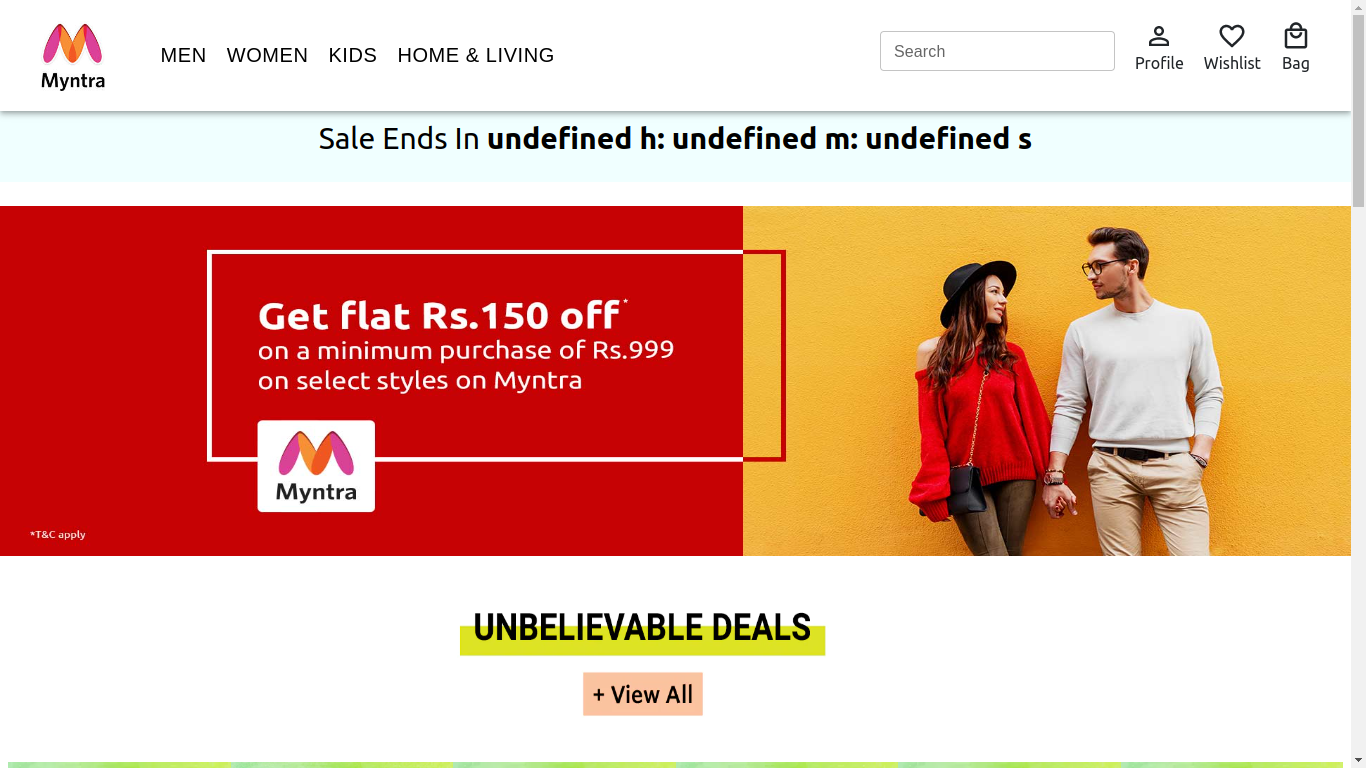 Myntra
MEN WOMEN KIDS HOME & LIVING
Search
Profile Wishlist Bag
Sale Ends In undefined h: undefined m: undefined s
Get flat Rs.150 off*
on a minimum purchase of Rs.999
on select styles on Myntra
Myntra
*T&C apply
UNBELIEVABLE DEALS
+ View All